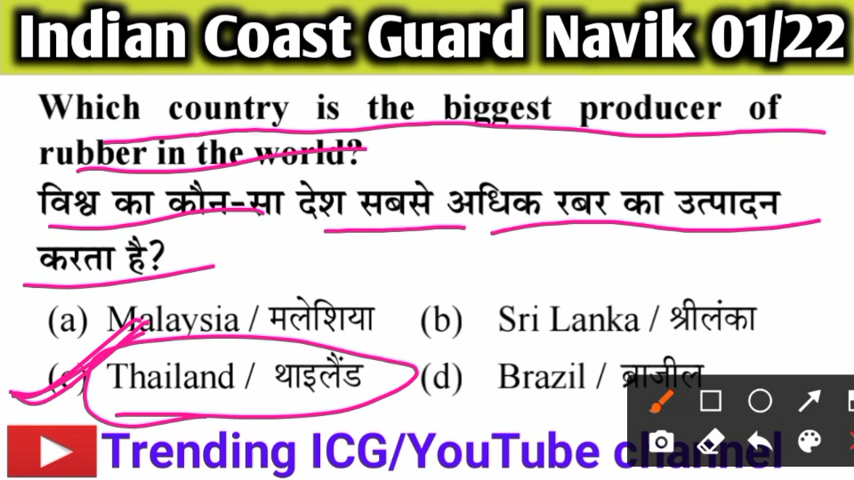 Indian Coast Guard Navik 01/22
Which country is the biggest producer of
rubber in the world?
विश्व का कौन-सा देश सबसे अधिक रबर का उत्पादन
करता है?
(a) Malaysia / मलेशिया (b) Sri Lanka / श्रीलंका
(c) Thailand / थाइलैंड (d) Brazil / ब्राजील
Trending ICG/YouTube channel